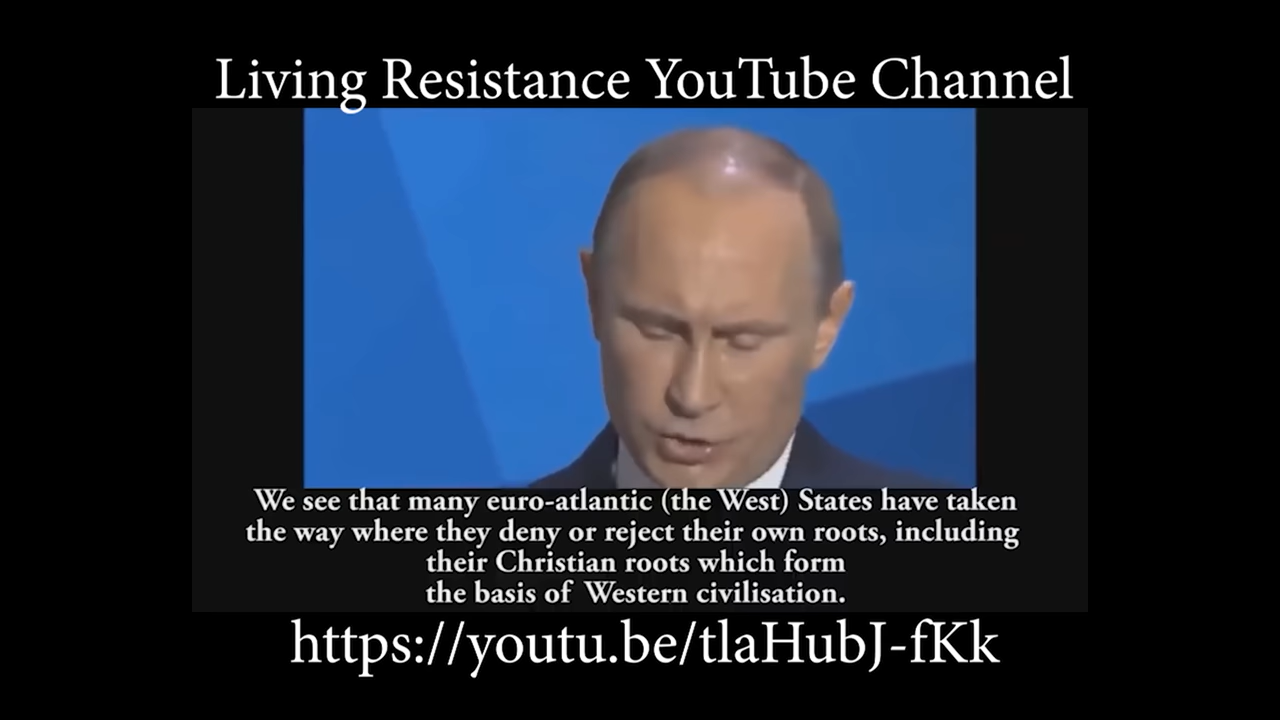 Living Resistance YouTube Channel
We see that many euro-atlantic (the West) States have taken
the way where they deny or reject their own roots, including
their Christian roots which form
the basis of Western civilisation.
https://youtu.be/tlaHubJ-fKk